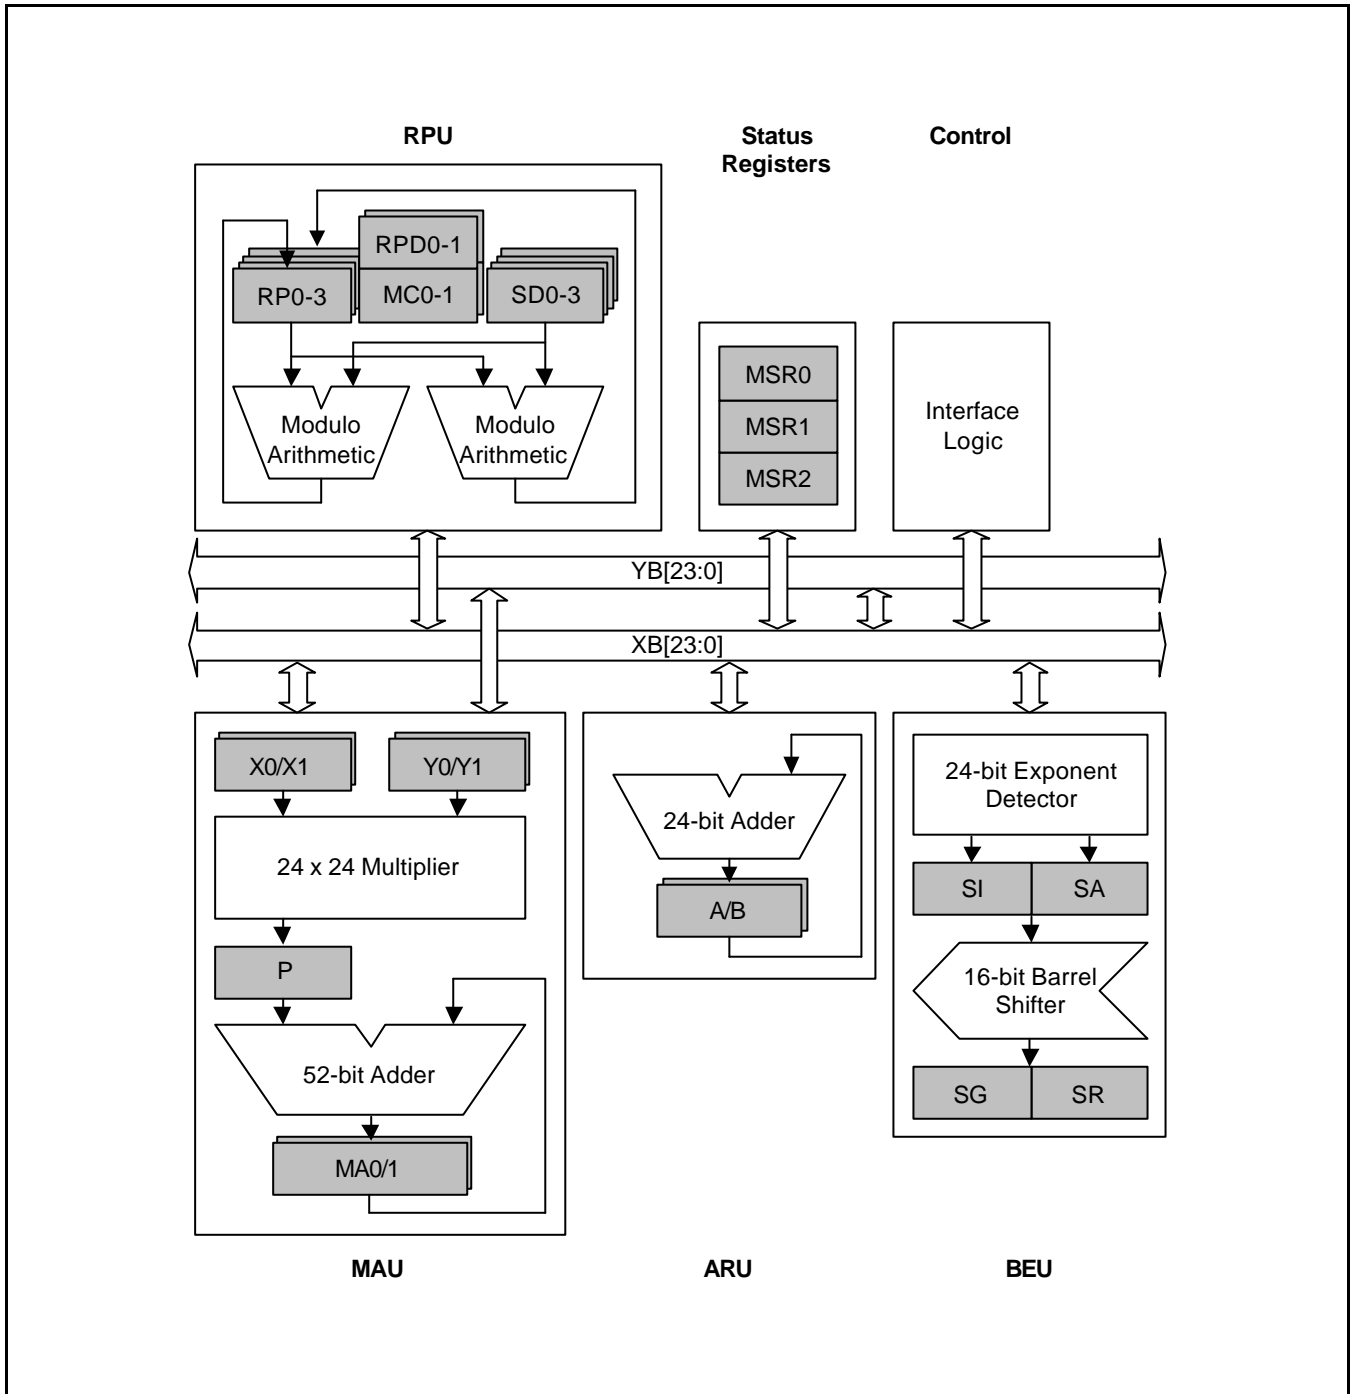 RPU
Status
Registers
Control
RPD0-1
RP0-3
MC0-1
SD0-3
Modulo
Arithmetic
Modulo
Arithmetic
MSR0
MSR1
MSR2
Interface
Logic
YB[23:0]
XB[23:0]
X0/X1
Y0/Y1
24 x 24 Multiplier
P
52-bit Adder
MA0/1
24-bit Adder
A/B
24-bit Exponent
Detector
SI
SA
16-bit Barrel
Shifter
SG
SR
MAU
ARU
BEU